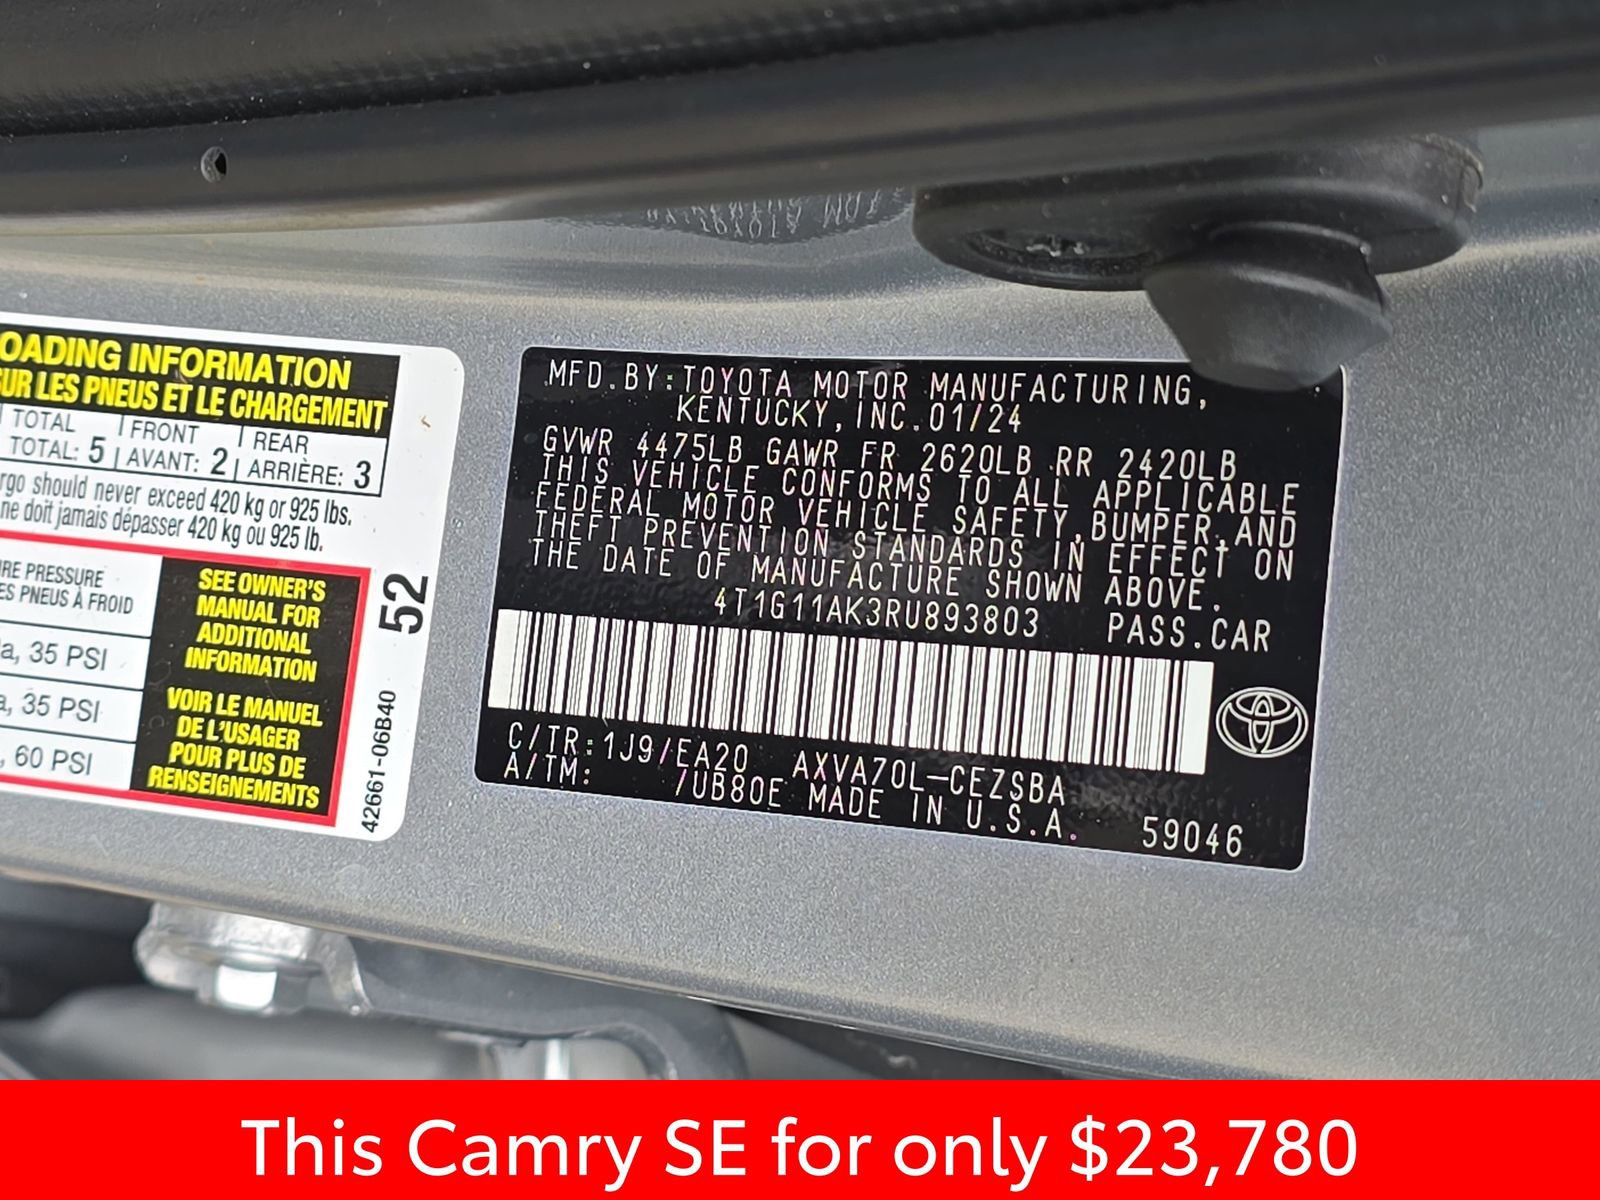 OADING INFORMATION
SUR LES PNEUS ET LE CHARGEMENT
TOTAL FRONT REAR
TOTAL: 5 AVANT: 2 ARRIÈRE: 3
rgo should never exceed 420 kg or 925 lbs.
ne doit jamais dépasser 420 kg ou 925 lb.
RE PRESSURE
ES PNEUS À FROID
a, 35 PSI
a, 35 PSI
, 60 PSI
SEE OWNER'S
MANUAL FOR
ADDITIONAL
INFORMATION
VOIR LE MANUEL
DE L'USAGER
POUR PLUS DE
RENSEIGNEMENTS
52
42661-06B40
MFD.BY:TOYOTA MOTOR MANUFACTURING,
KENTUCKY,INC.01/24
GVWR 4475LB GAWR FR 2620LB RR 2420LB
THIS VEHICLE CONFORMS TO ALL APPLICABLE
FEDERAL MOTOR VEHICLE SAFETY,BUMPER,AND
THEFT PREVENTION STANDARDS IN EFFECT ON
THE DATE OF MANUFACTURE SHOWN ABOVE.
4T1G11AK3RU893803 PASS.CAR
C/TR:1J9/EA20 AXVA70L-CEZSBA
A/TM: /UB80E MADE IN U.S.A. 59046
This Camry SE for only $23,780